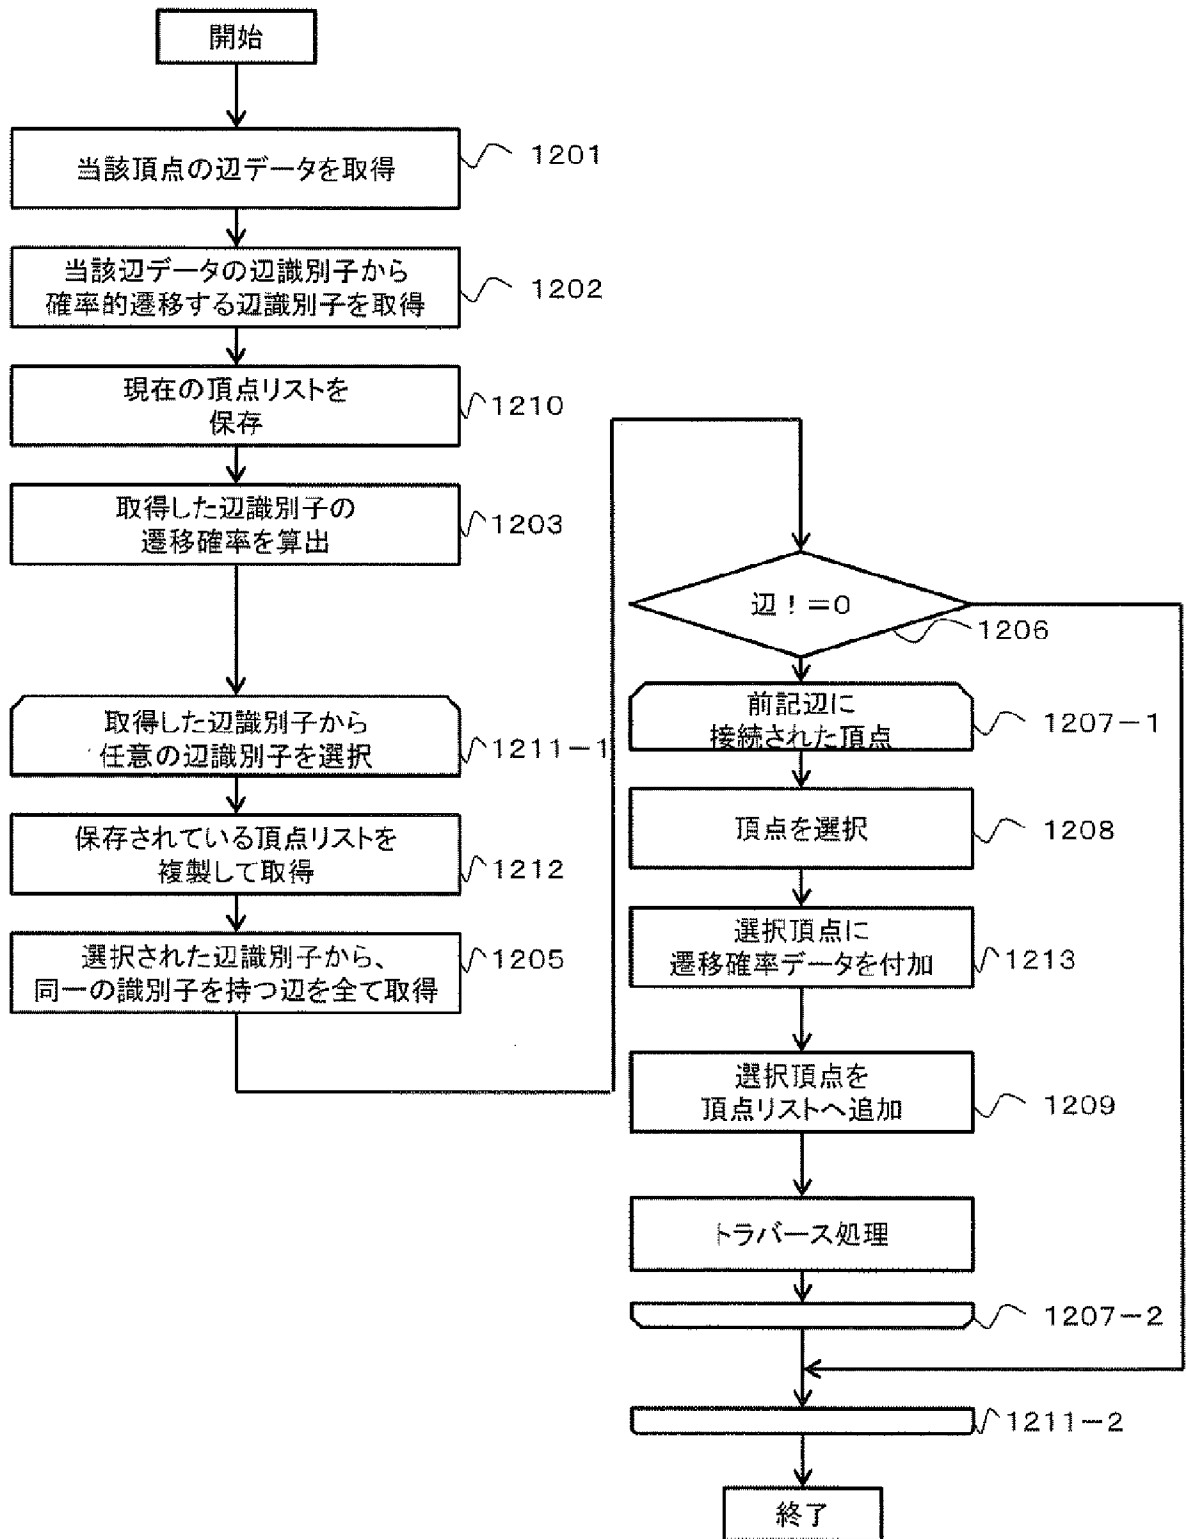 開始
当該頂点の辺データを取得
1201
当該辺データの辺識別子から
確率的遷移する辺識別子を取得
1202
現在の頂点リストを
保存
1210
取得した辺識別子の
遷移確率を算出
1203
取得した辺識別子から
任意の辺識別子を選択
1211-1
保存されている頂点リストを
複製して取得
1212
選択された辺識別子から、
同一の識別子を持つ辺を全て取得
1205
辺！=0
1206
前記辺に
接続された頂点
1207-1
頂点を選択
1208
選択頂点に
遷移確率データを付加
1213
選択頂点を
頂点リストへ追加
1209
トラバース処理
1207-2
1211-2
終了